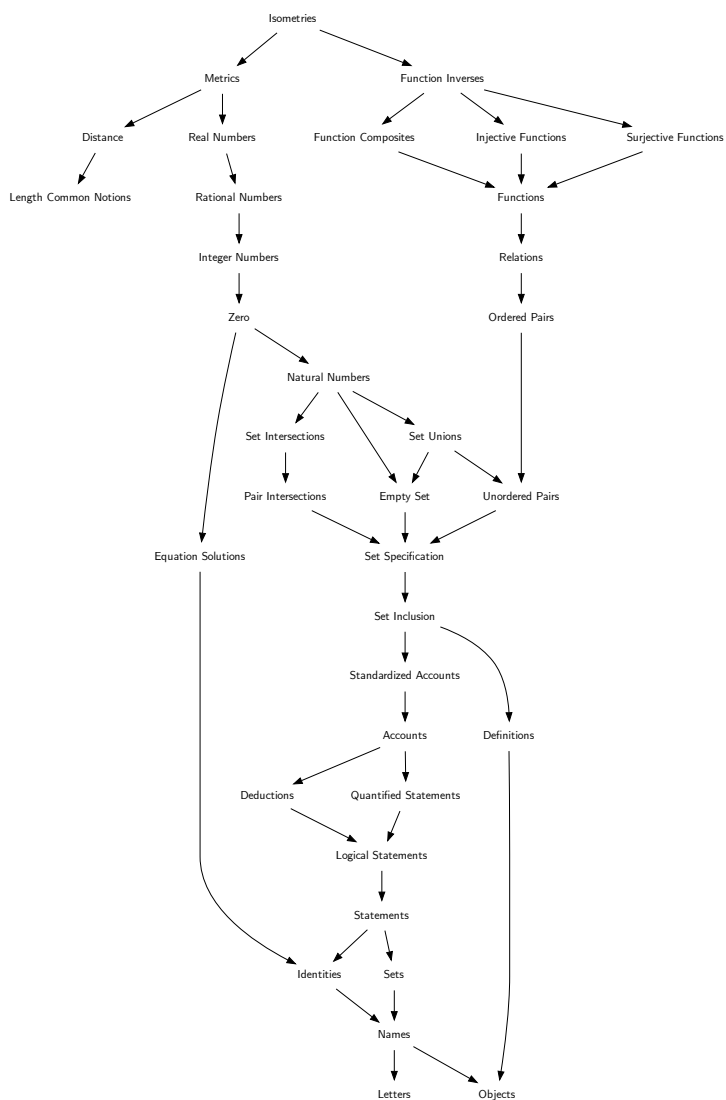 Isometries
Metrics
Function Inverses
Distance
Real Numbers
Function Composites
Injective Functions
Surjective Functions
Length Common Notions
Rational Numbers
Functions
Integer Numbers
Relations
Zero
Ordered Pairs
Natural Numbers
Set Intersections
Set Unions
Pair Intersections
Empty Set
Unordered Pairs
Equation Solutions
Set Specification
Set Inclusion
Standardized Accounts
Accounts
Definitions
Deductions
Quantified Statements
Logical Statements
Statements
Identities
Sets
Names
Letters
Objects